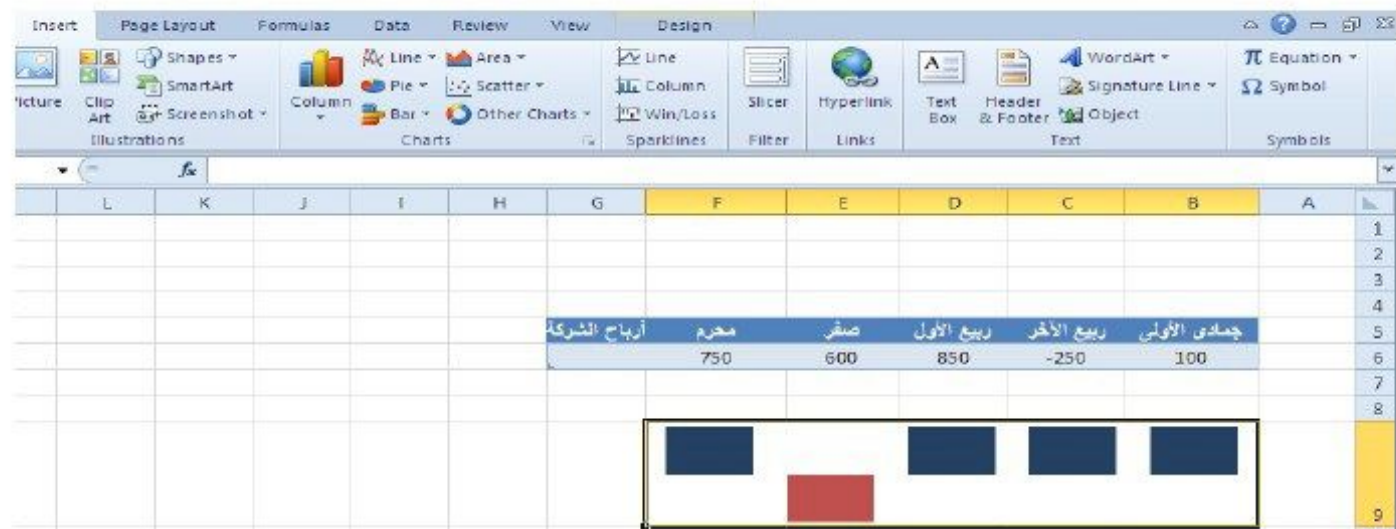 Insert Page Layout Formulas Data Review View Design
Shapes Line Area Line WordArt Equation
SmartArt Pie Scatter Column Signature Line Symbol
Clip Art Screenshot Column Bar Other Charts Win/Loss Slicer Hyperlink Text Box Header & Footer Object
Illustrations Charts Sparklines Filter Links Text Symbols
fx
L K J I H G F E D C B A
1
2
3
4
جمادى الأولى ربيع الأخر ربيع الأول صفر محرم أرباح الشركة 5
750 600 850 -250 100 6
7
8
9